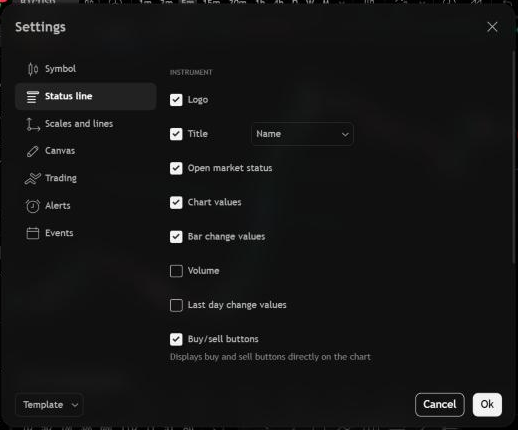 Settings
Symbol
Status line
Scales and lines
Canvas
Trading
Alerts
Events
INSTRUMENT
Logo
Title
Name
Open market status
Chart values
Bar change values
Volume
Last day change values
Buy/sell buttons
Displays buy and sell buttons directly on the chart
Template
Cancel
Ok